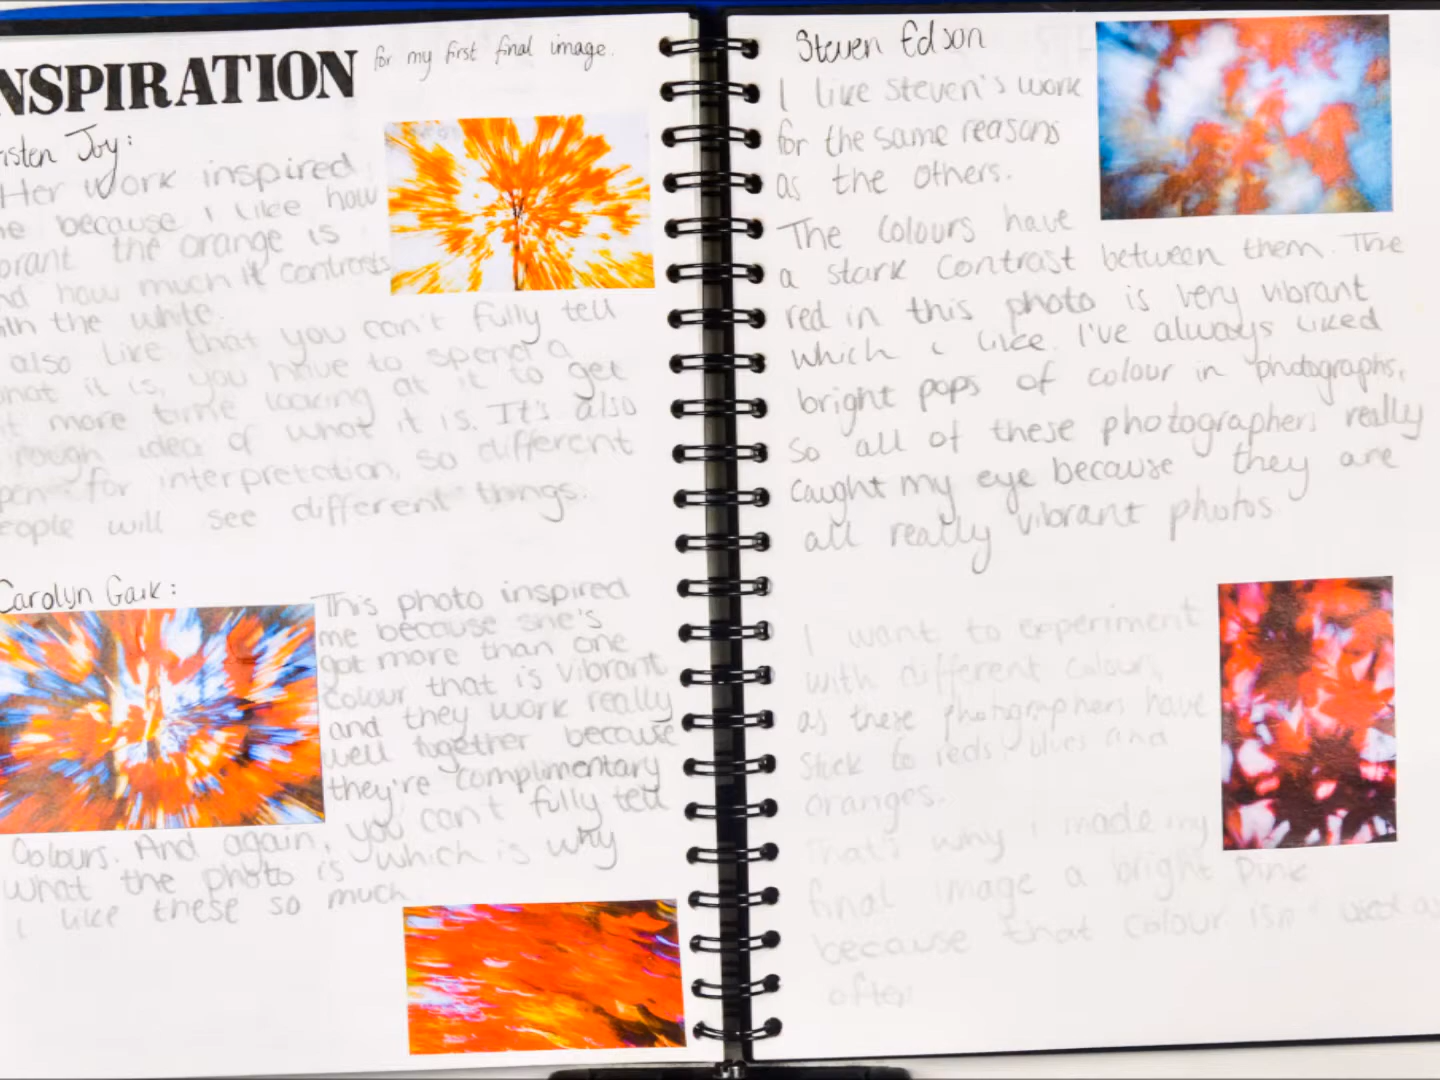 NSPIRATION for my first final image.
isten Joy:
Her work inspired
me because i like how
brant the orange is
nd how much it contrasts
ith the white.
also like that you can't fully tell
what it is, you have to spend a
it more time looking at it to get
rough idea of what it is. It's also
pen for interpretation, so different
eople will see different things.
Carolyn Gark:
This photo inspired
me because she's
got more than one
colour that is vibrant
and they work really
well together because
they're complimentary
Colours. And again, you can't fully tell
what the photo is which is why
i like these so much
Steven Edson
I like Steven's work
for the same reasons
as the others.
The colours have
a stark contrast between them. The
red in this photo is very vibrant
which i like. I've always liked
bright pops of colour in photographs,
so all of these photographers really
caught my eye because they are
all really vibrant photos
I want to experiment
with different colours,
as these photographers have
stuck to reds, blues and
oranges.
That's why i made my
final image a bright pink
because that colour isn't used as
often